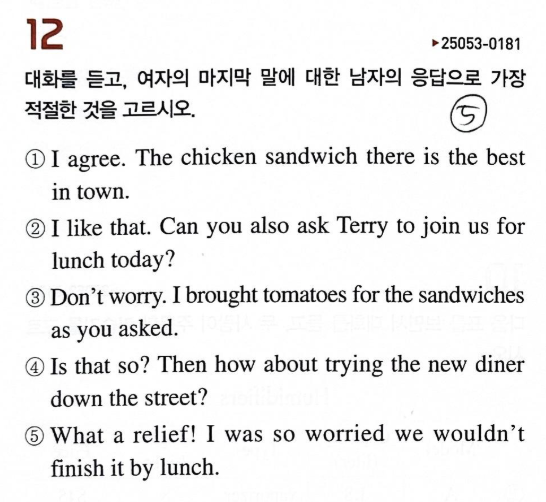 12
▶25053-0181
대화를 듣고, 여자의 마지막 말에 대한 남자의 응답으로 가장
적절한 것을 고르시오.
⑤
① I agree. The chicken sandwich there is the best
in town.
② I like that. Can you also ask Terry to join us for
lunch today?
③ Don't worry. I brought tomatoes for the sandwiches
as you asked.
④ Is that so? Then how about trying the new diner
down the street?
⑤ What a relief! I was so worried we wouldn't
finish it by lunch.